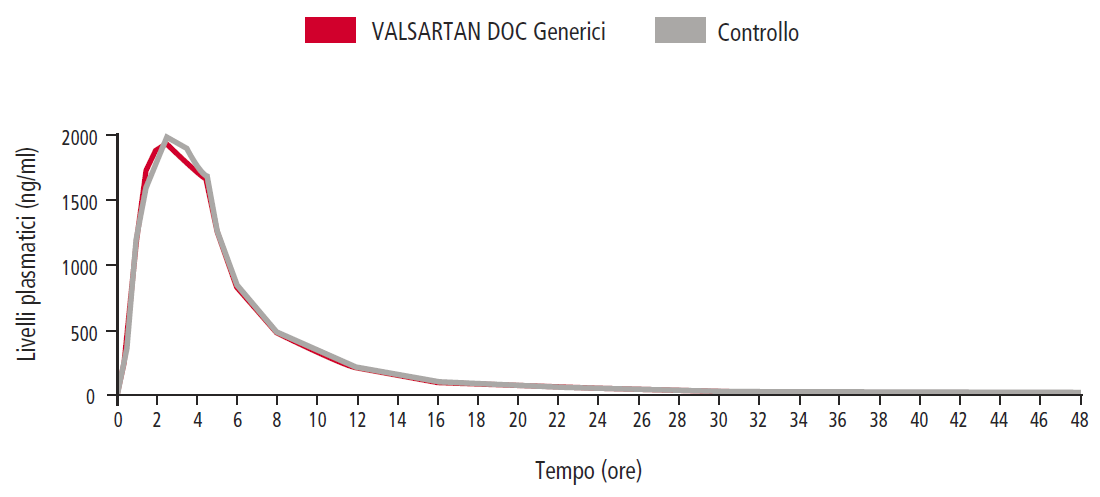 VALSARTAN DOC Generici
Controllo
Livelli plasmatici (ng/ml)
2000
1500
1000
500
0
0 2 4 6 8 10 12 14 16 18 20 22 24 26 28 30 32 34 36 38 40 42 44 46 48
Tempo (ore)